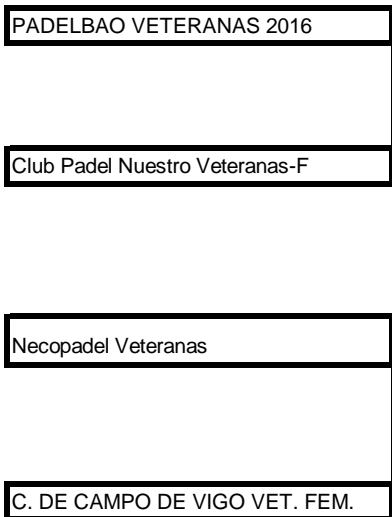 PADELBAO VETERANAS 2016
Club Padel Nuestro Veteranas-F
Necopadel Veteranas
C. DE CAMPO DE VIGO VET. FEM.